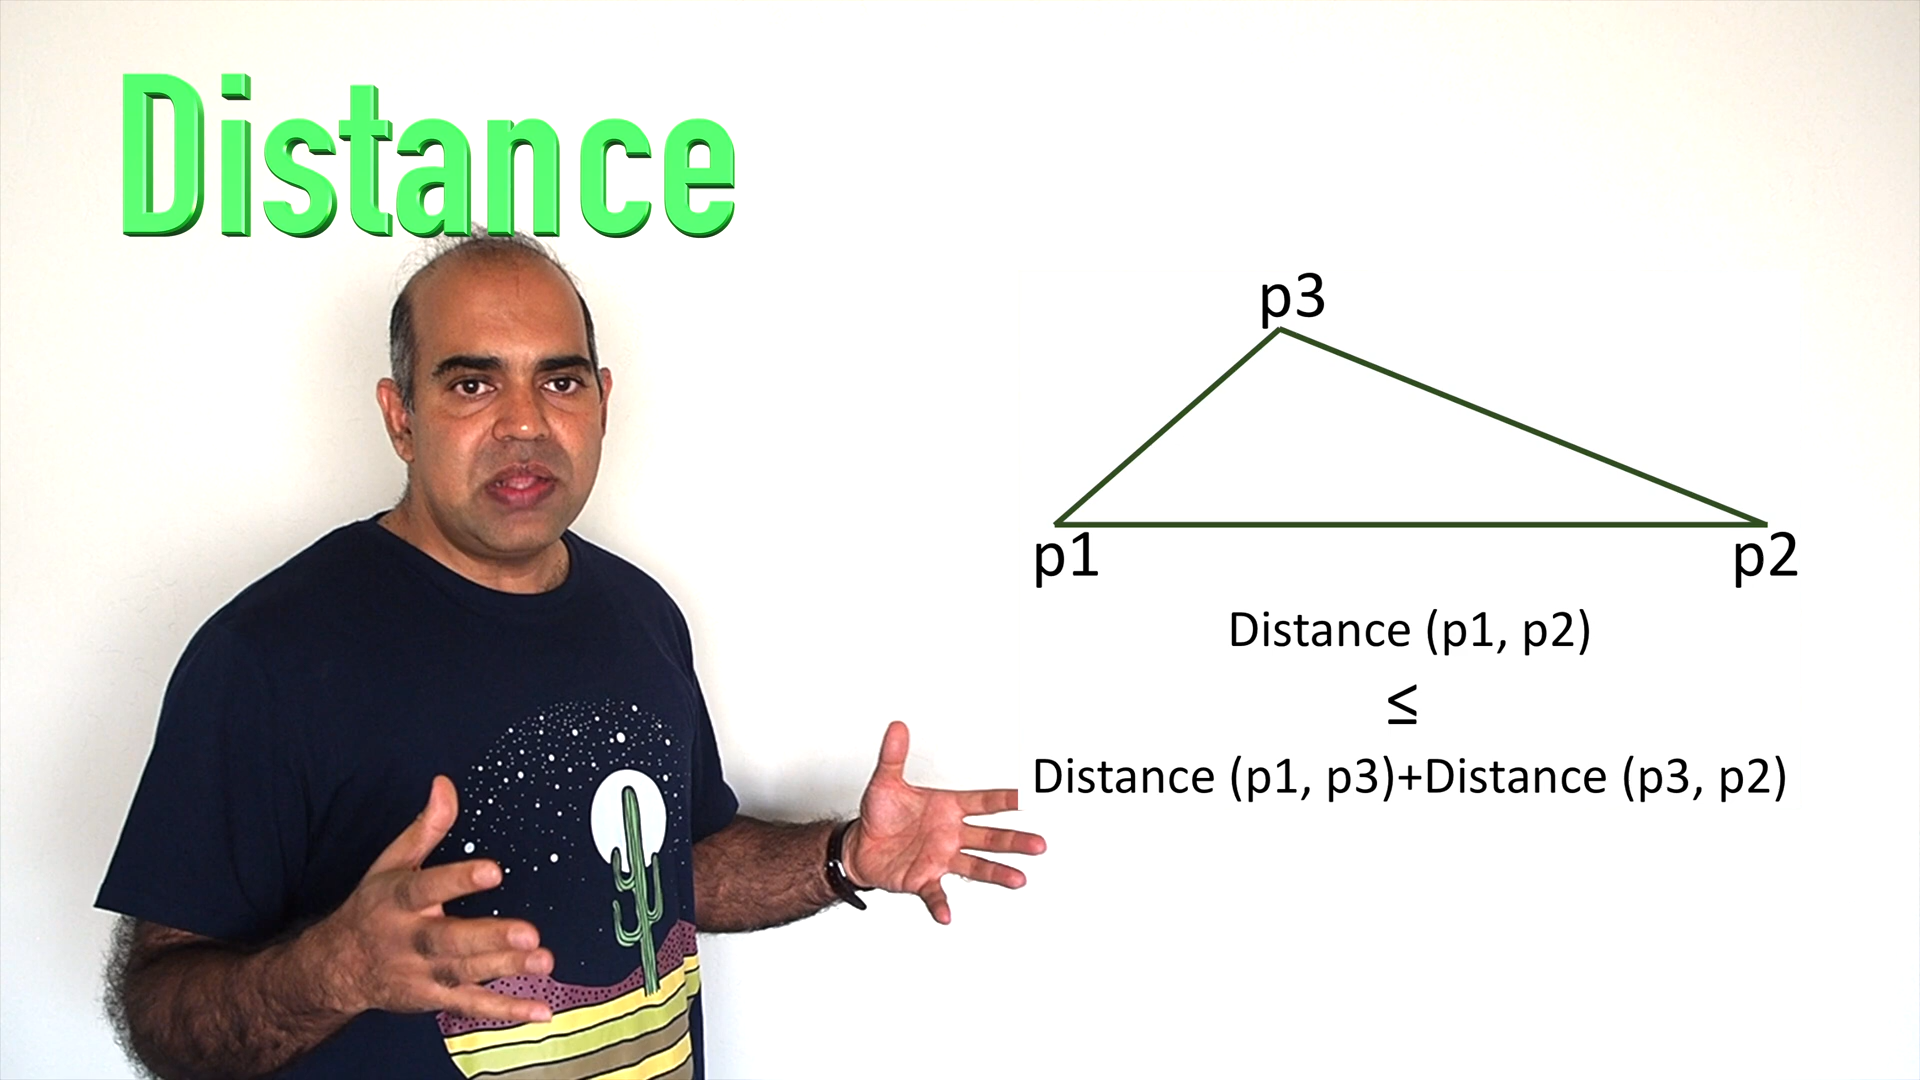 Distance
p3
p1
p2
Distance (p1, p2)
≤
Distance (p1, p3)+Distance (p3, p2)